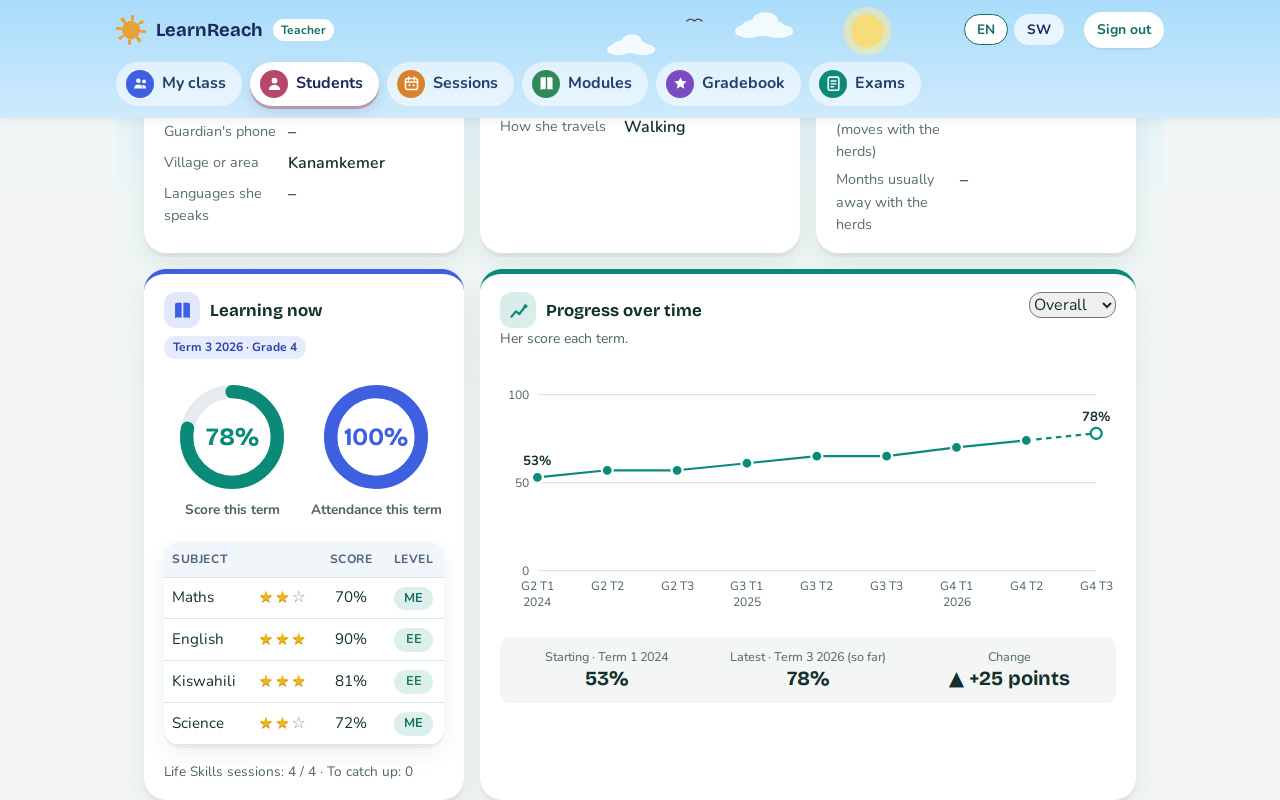 LearnReach Teacher
EN SW Sign out
My class Students Sessions Modules Gradebook Exams
Guardian's phone –
Village or area Kanamkemer
Languages she
speaks –
How she travels Walking
(moves with the
herds)
Months usually
away with the
herds –
Learning now
Term 3 2026 · Grade 4
78% 100%
Score this term Attendance this term
SUBJECT SCORE LEVEL
Maths ★★☆ 70% ME
English ★★★ 90% EE
Kiswahili ★★★ 81% EE
Science ★★☆ 72% ME
Life Skills sessions: 4 / 4 · To catch up: 0
Progress over time Overall
Her score each term.
100
78%
53%
50
0
G2 T1 G2 T2 G2 T3 G3 T1 G3 T2 G3 T3 G4 T1 G4 T2 G4 T3
2024 2025 2026
Starting · Term 1 2024 Latest · Term 3 2026 (so far) Change
53% 78% ▲ +25 points